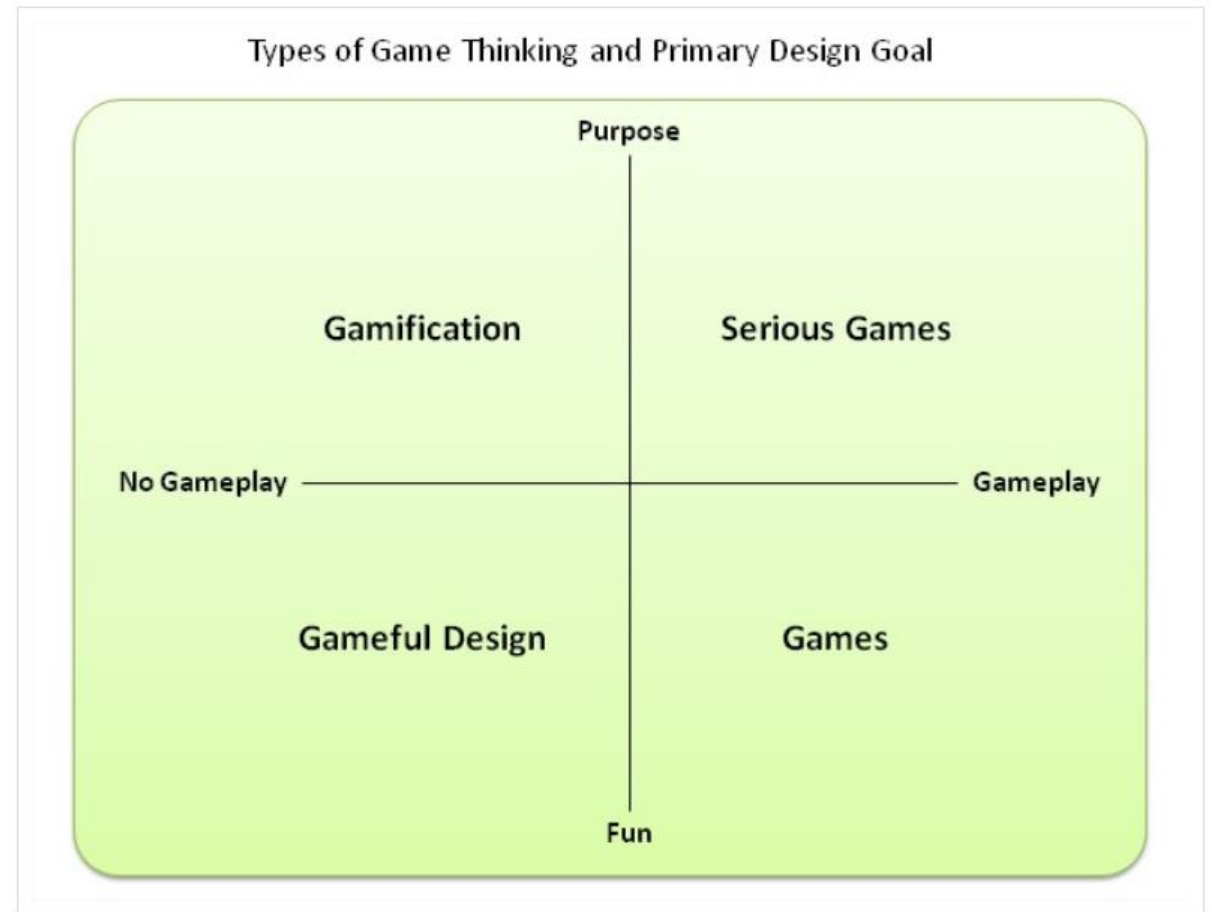 Types of Game Thinking and Primary Design Goal
Purpose
Gamification
Serious Games
No Gameplay
Gameplay
Gameful Design
Games
Fun